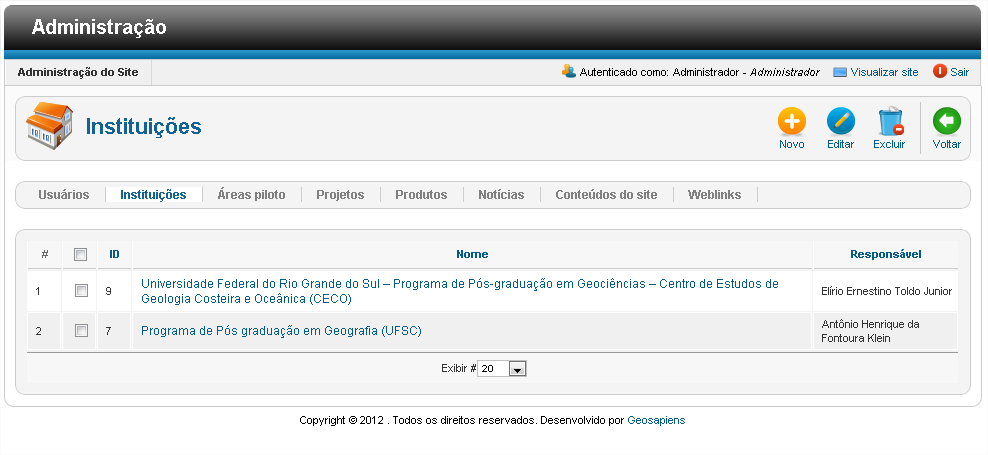 Administração
Administração do Site
Autenticado como: Administrador - Administrador Visualizar site Sair
Instituições
Novo Editar Excluir Voltar
Usuários Instituições Áreas piloto Projetos Produtos Notícias Conteúdos do site Weblinks
# ID Nome Responsável
1 9 Universidade Federal do Rio Grande do Sul – Programa de Pós-graduação em Geociências – Centro de Estudos de
Geologia Costeira e Oceânica (CECO) Elírio Ernestino Toldo Junior
2 7 Programa de Pós graduação em Geografia (UFSC) Antônio Henrique da
Fontoura Klein
Exibir # 20
Copyright © 2012 . Todos os direitos reservados. Desenvolvido por Geosapiens